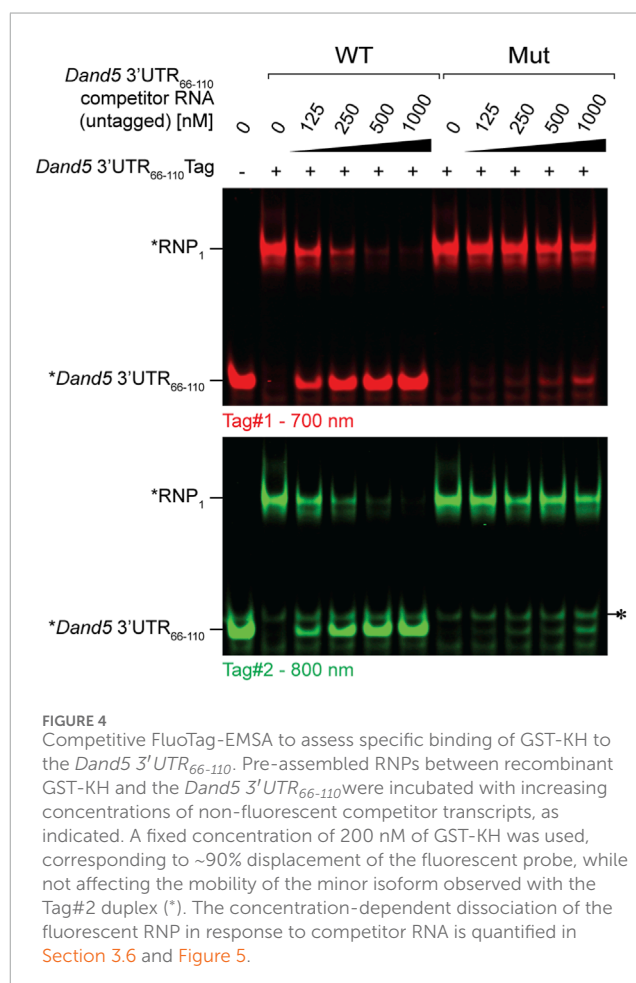 WT Mut
Dand5 3'UTR66-110
competitor RNA
(untagged) [nM]
0 0 125 250 500 1000 0 125 250 500 1000
Dand5 3'UTR66-110Tag - + + + + + + + + + +
*RNP1
*Dand5 3'UTR66-110
Tag#1 - 700 nm
*RNP1
*
*Dand5 3'UTR66-110
Tag#2 - 800 nm
FIGURE 4
Competitive FluoTag-EMSA to assess specific binding of GST-KH to
the Dand5 3′UTR66-110. Pre-assembled RNPs between recombinant
GST-KH and the Dand5 3′UTR66-110were incubated with increasing
concentrations of non-fluorescent competitor transcripts, as
indicated. A fixed concentration of 200 nM of GST-KH was used,
corresponding to ~90% displacement of the fluorescent probe, while
not affecting the mobility of the minor isoform observed with the
Tag#2 duplex (*). The concentration-dependent dissociation of the
fluorescent RNP in response to competitor RNA is quantified in
Section 3.6 and Figure 5.